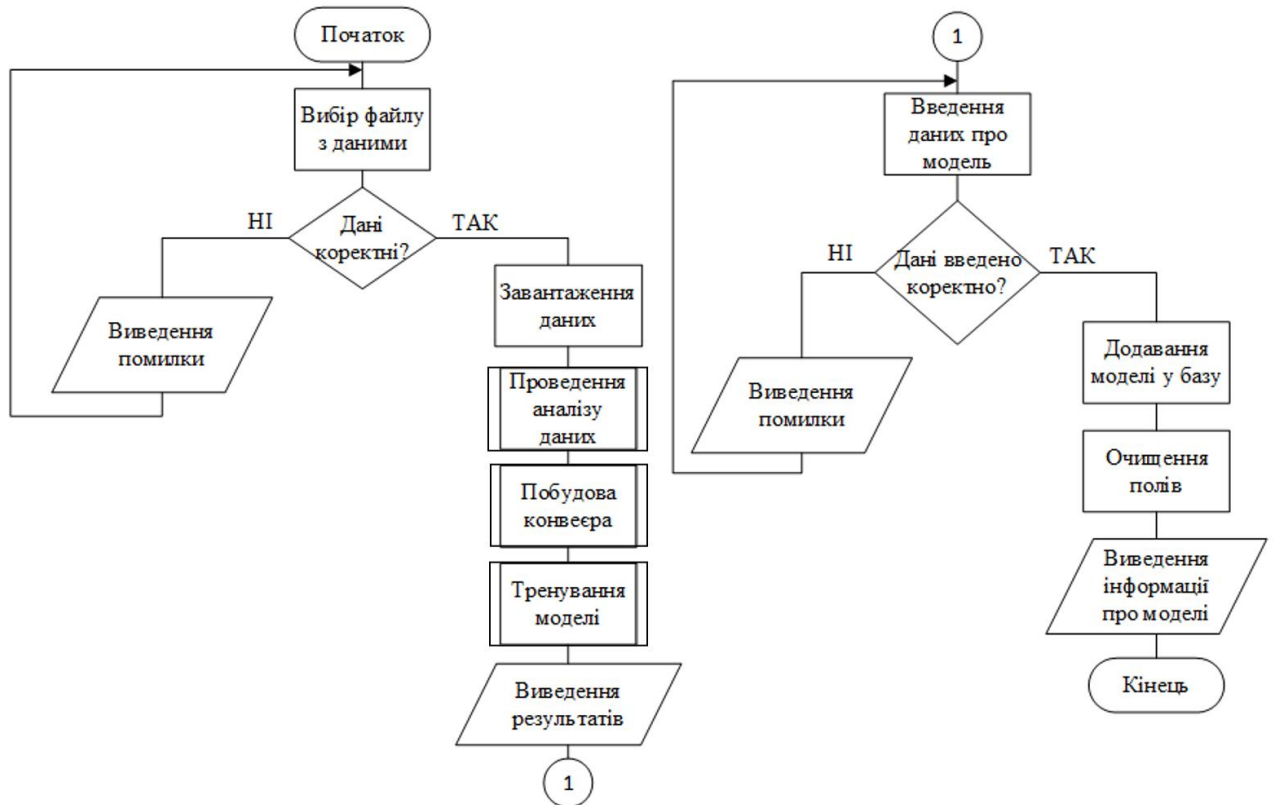 Початок
Вибір файлу
з даними
Дані
коректні?
НІ
ТАК
Виведення
помилки
Завантаження
даних
Проведення
аналізу
даних
Побудова
конвеєра
Тренування
моделі
Виведення
результатів
1
1
Введення
даних про
модель
Дані введено
коректно?
НІ
ТАК
Виведення
помилки
Додавання
моделі у базу
Очищення
полів
Виведення
інформації
про моделі
Кінець